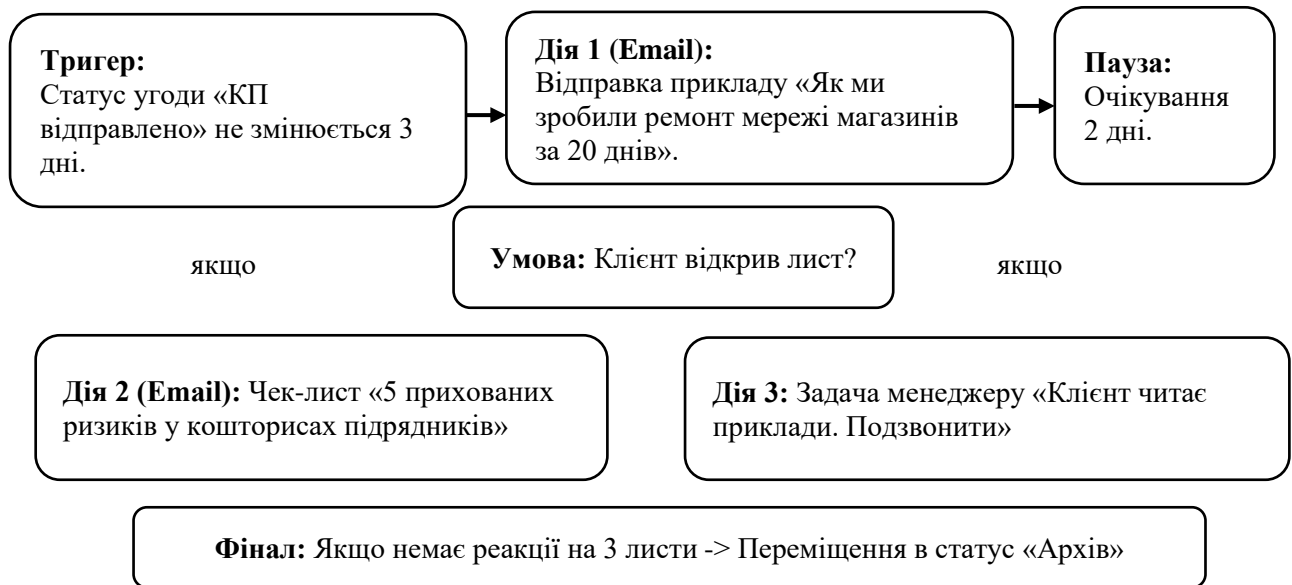 Тригер:
Статус угоди «КП
відправлено» не змінюється 3
дні.
Дія 1 (Email):
Відправка прикладу «Як ми
зробили ремонт мережі магазинів
за 20 днів».
Пауза:
Очікування
2 дні.
якщо
Умова: Клієнт відкрив лист?
якщо
Дія 2 (Email): Чек-лист «5 прихованих
ризиків у кошторисах підрядників»
Дія 3: Задача менеджеру «Клієнт читає
приклади. Подзвонити»
Фінал: Якщо немає реакції на 3 листи -> Переміщення в статус «Архів»